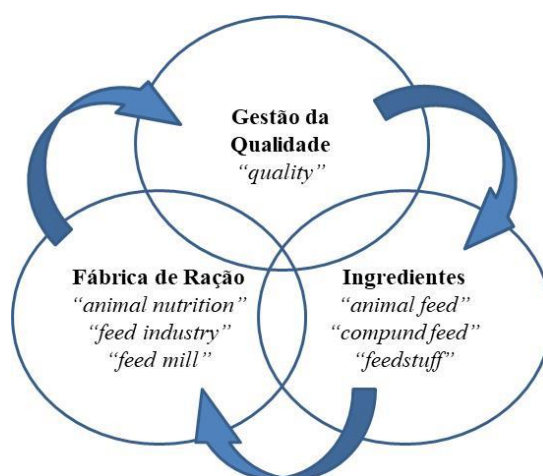 Gestão da
Qualidade
“quality”
Fábrica de Ração
“animal nutrition”
“feed industry”
“feed mill”
Ingredientes
“animal feed”
“compund feed”
“feedstuff”